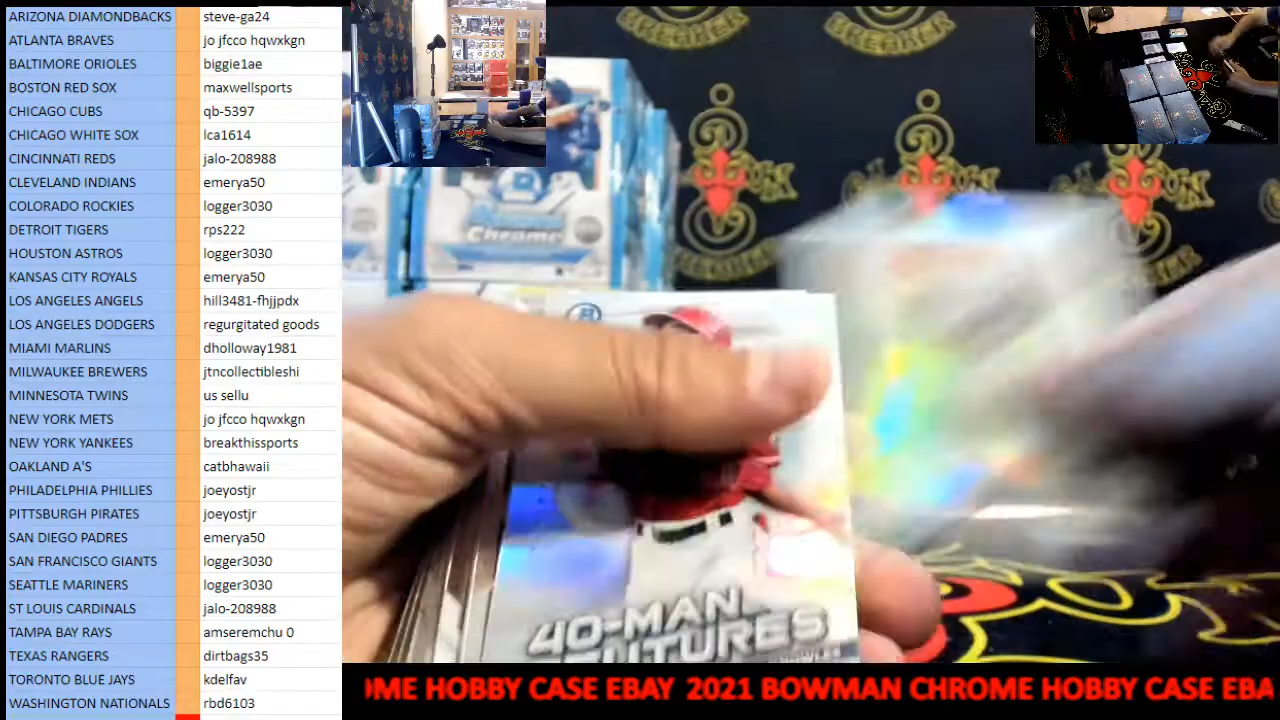 ARIZONA DIAMONDBACKS steve-ga24
ATLANTA BRAVES jo jfcco hqwxkgn
BALTIMORE ORIOLES biggie1ae
BOSTON RED SOX maxwellsports
CHICAGO CUBS qb-5397
CHICAGO WHITE SOX lca1614
CINCINNATI REDS jalo-208988
CLEVELAND INDIANS emerya50
COLORADO ROCKIES logger3030
DETROIT TIGERS rps222
HOUSTON ASTROS logger3030
KANSAS CITY ROYALS emerya50
LOS ANGELES ANGELS hill3481-fhjjpdx
LOS ANGELES DODGERS regurgitated goods
MIAMI MARLINS dholloway1981
MILWAUKEE BREWERS jtncollectibleshi
MINNESOTA TWINS us sellu
NEW YORK METS jo jfcco hqwxkgn
NEW YORK YANKEES breakthissports
OAKLAND A'S catbhawaii
PHILADELPHIA PHILLIES joeyostjr
PITTSBURGH PIRATES joeyostjr
SAN DIEGO PADRES emerya50
SAN FRANCISCO GIANTS logger3030
SEATTLE MARINERS logger3030
ST LOUIS CARDINALS jalo-208988
TAMPA BAY RAYS amseremchu 0
TEXAS RANGERS dirtbags35
TORONTO BLUE JAYS kdelfav
WASHINGTON NATIONALS rbd6103
Chrome
40-MAN
FUTURES
OME HOBBY CASE EBAY 2021 BOWMAN CHROME HOBBY CASE EBA